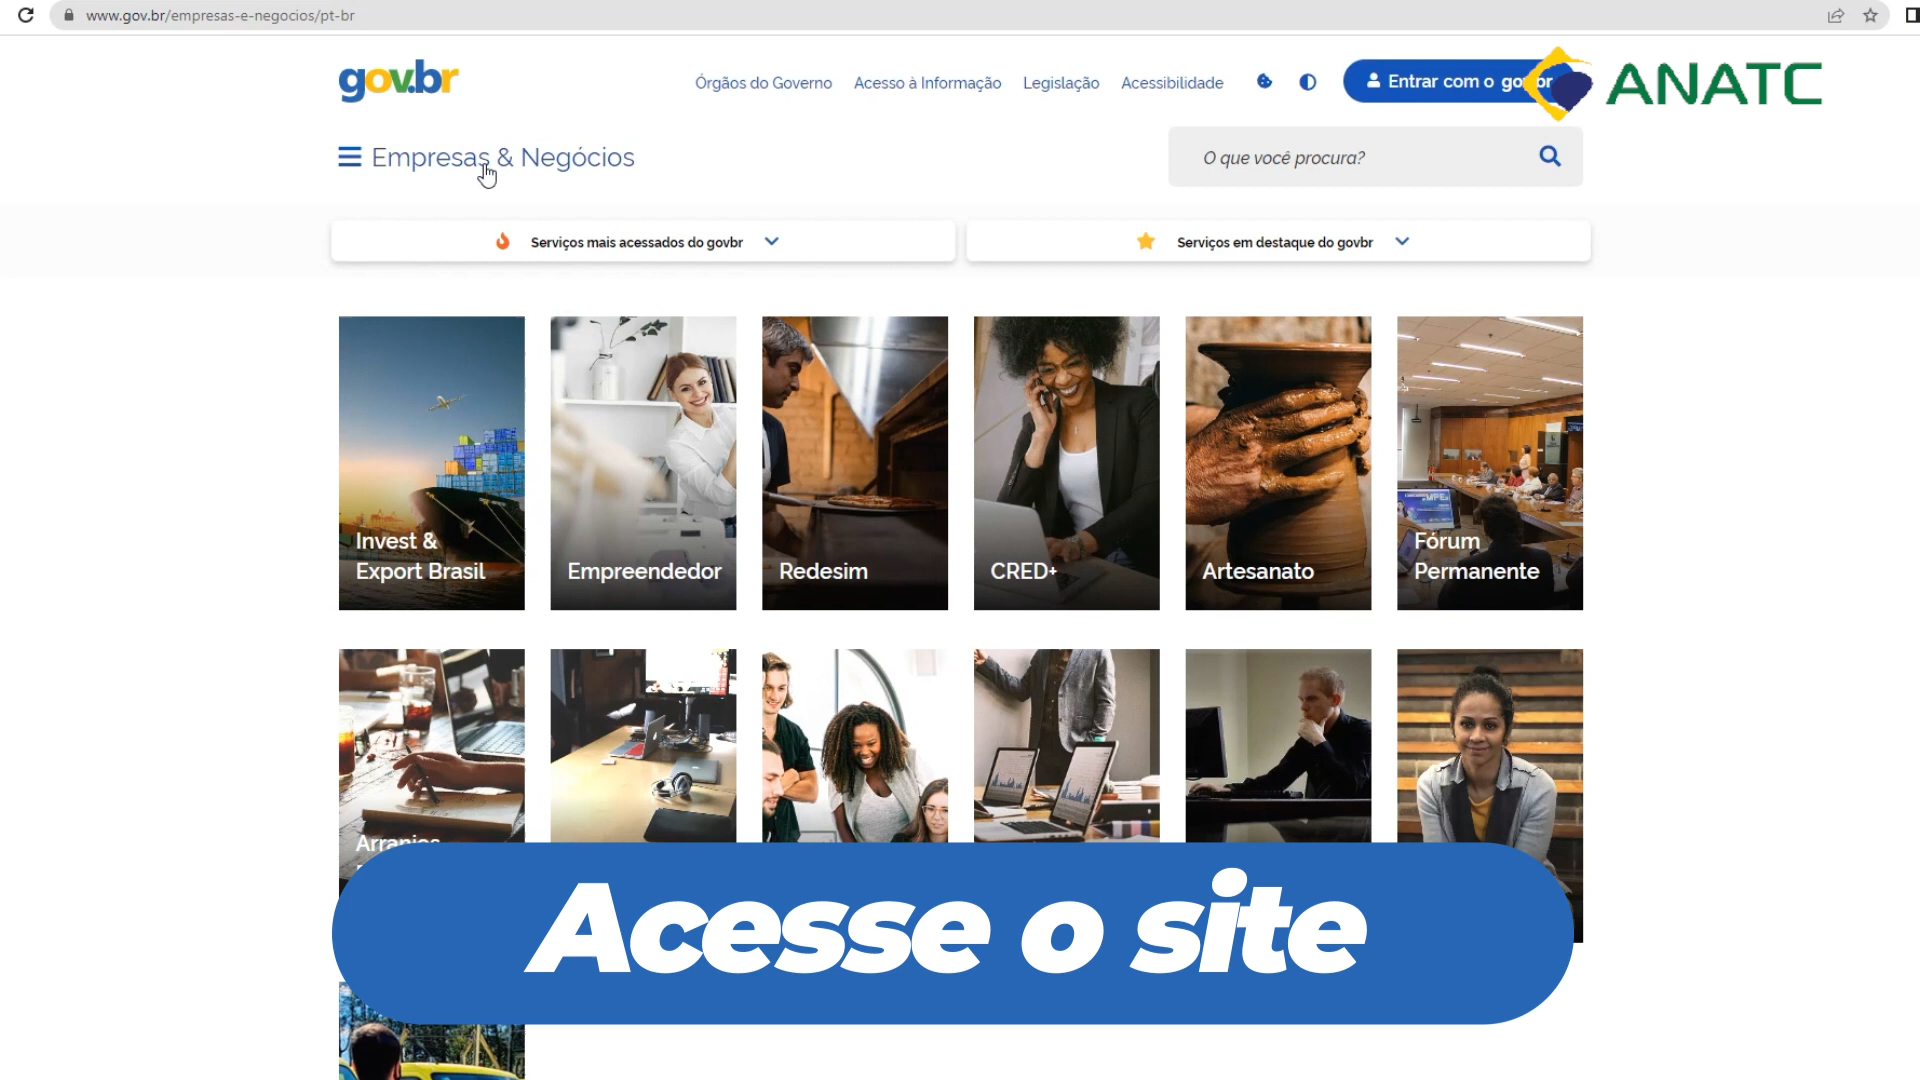 www.gov.br/empresas-e-negocios/pt-br
gov.br
Órgãos do Governo
Acesso à Informação
Legislação
Acessibilidade
Entrar com o
ANATC
Empresas & Negócios
O que você procura?
Serviços mais acessados do govbr
Serviços em destaque do govbr
Invest &
Export Brasil
Empreendedor
Redesim
CRED+
Artesanato
Fórum
Permanente
Arranjos
Acesse o site